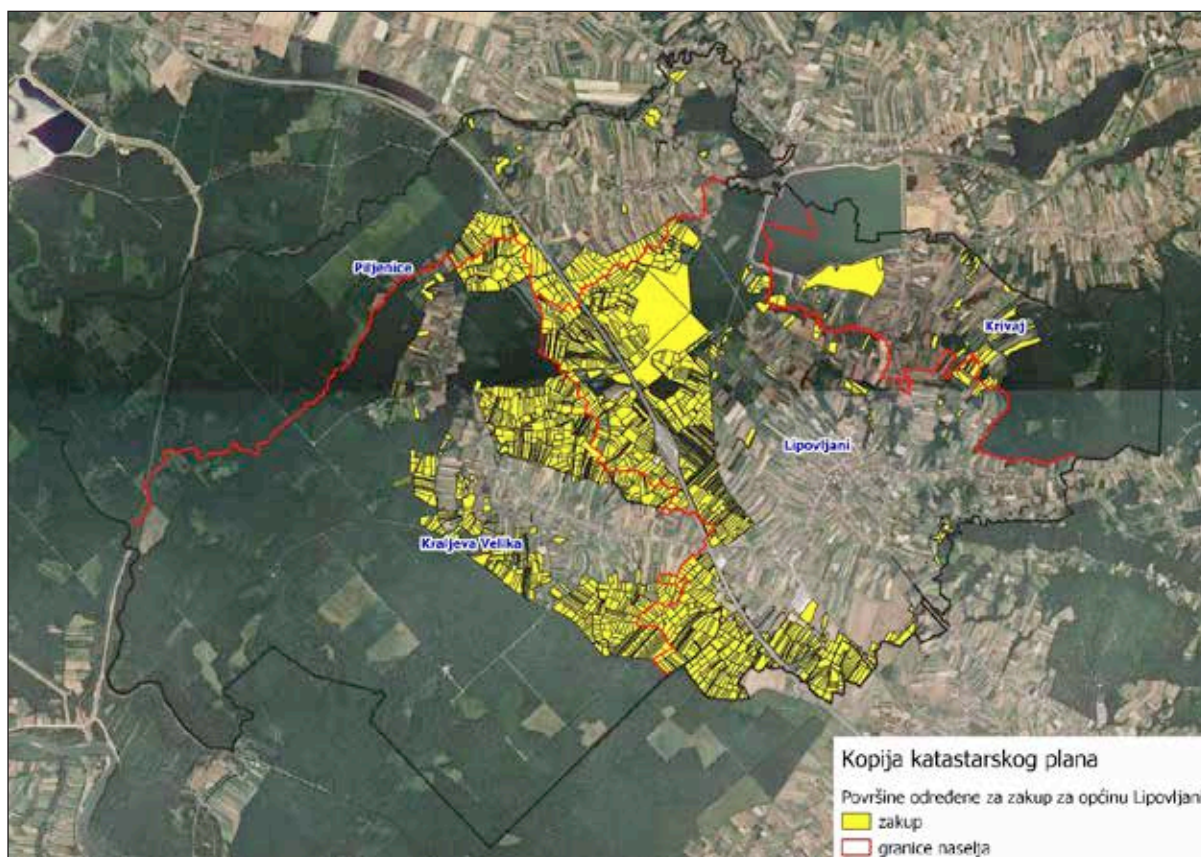 Piljenice
Krivaj
Lipovljani
Kraljeva Velika
Kopija katastarskog plana
Površine određene za zakup za općinu Lipovljani
zakup
granice naselja